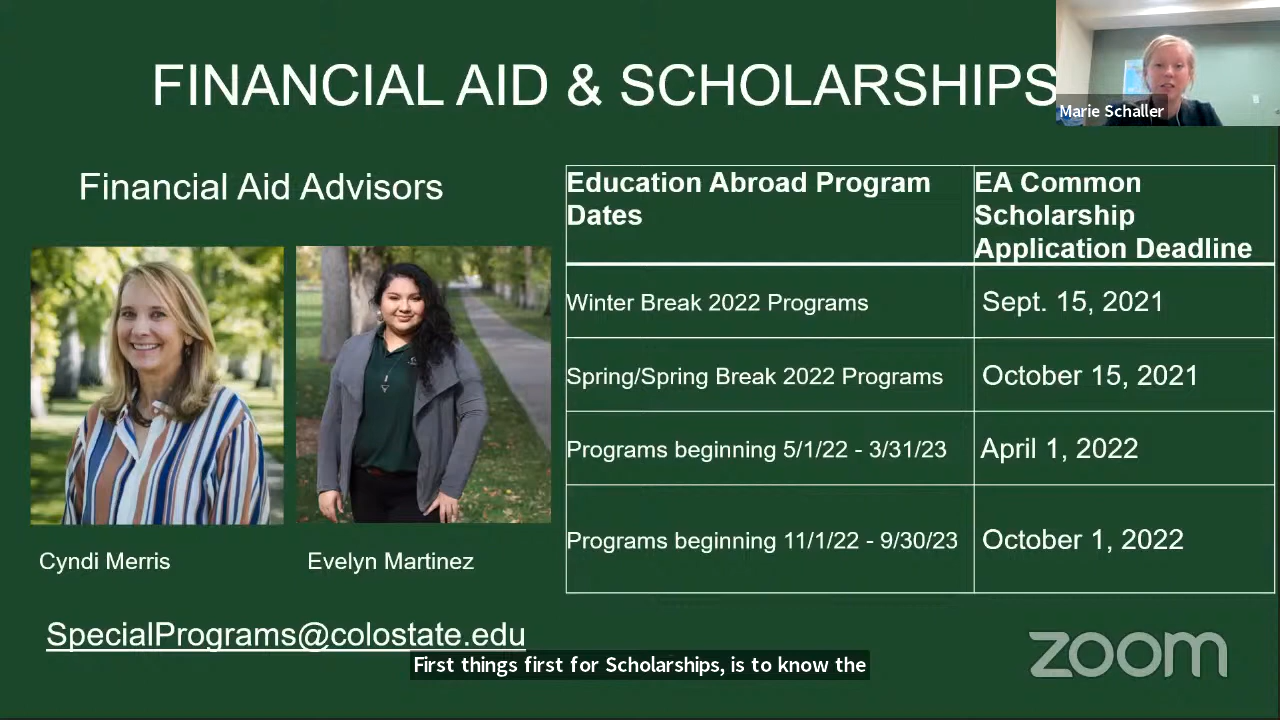 FINANCIAL AID & SCHOLARSHIPS
Marie Schaller
Financial Aid Advisors
Cyndi Merris
Evelyn Martinez
SpecialPrograms@colostate.edu
Education Abroad Program
Dates
EA Common
Scholarship
Application Deadline
Winter Break 2022 Programs
Sept. 15, 2021
Spring/Spring Break 2022 Programs
October 15, 2021
Programs beginning 5/1/22 - 3/31/23
April 1, 2022
Programs beginning 11/1/22 - 9/30/23
October 1, 2022
First things first for Scholarships, is to know the
zoom